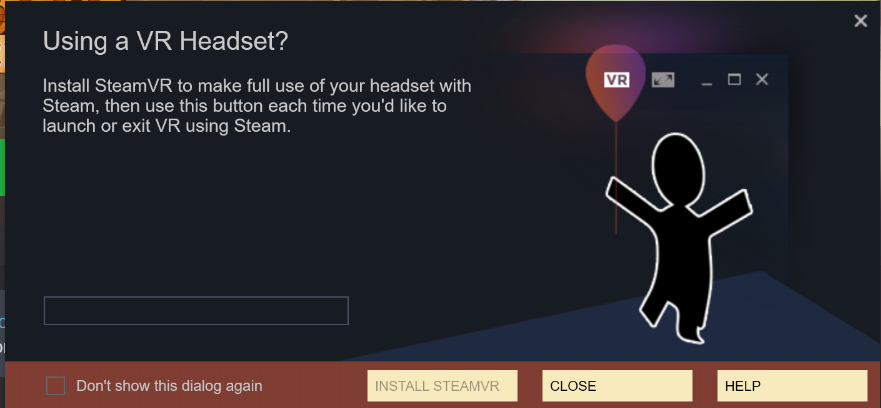 Using a VR Headset?
Install SteamVR to make full use of your headset with
Steam, then use this button each time you'd like to
launch or exit VR using Steam.
VR
Don't show this dialog again
INSTALL STEAMVR
CLOSE
HELP